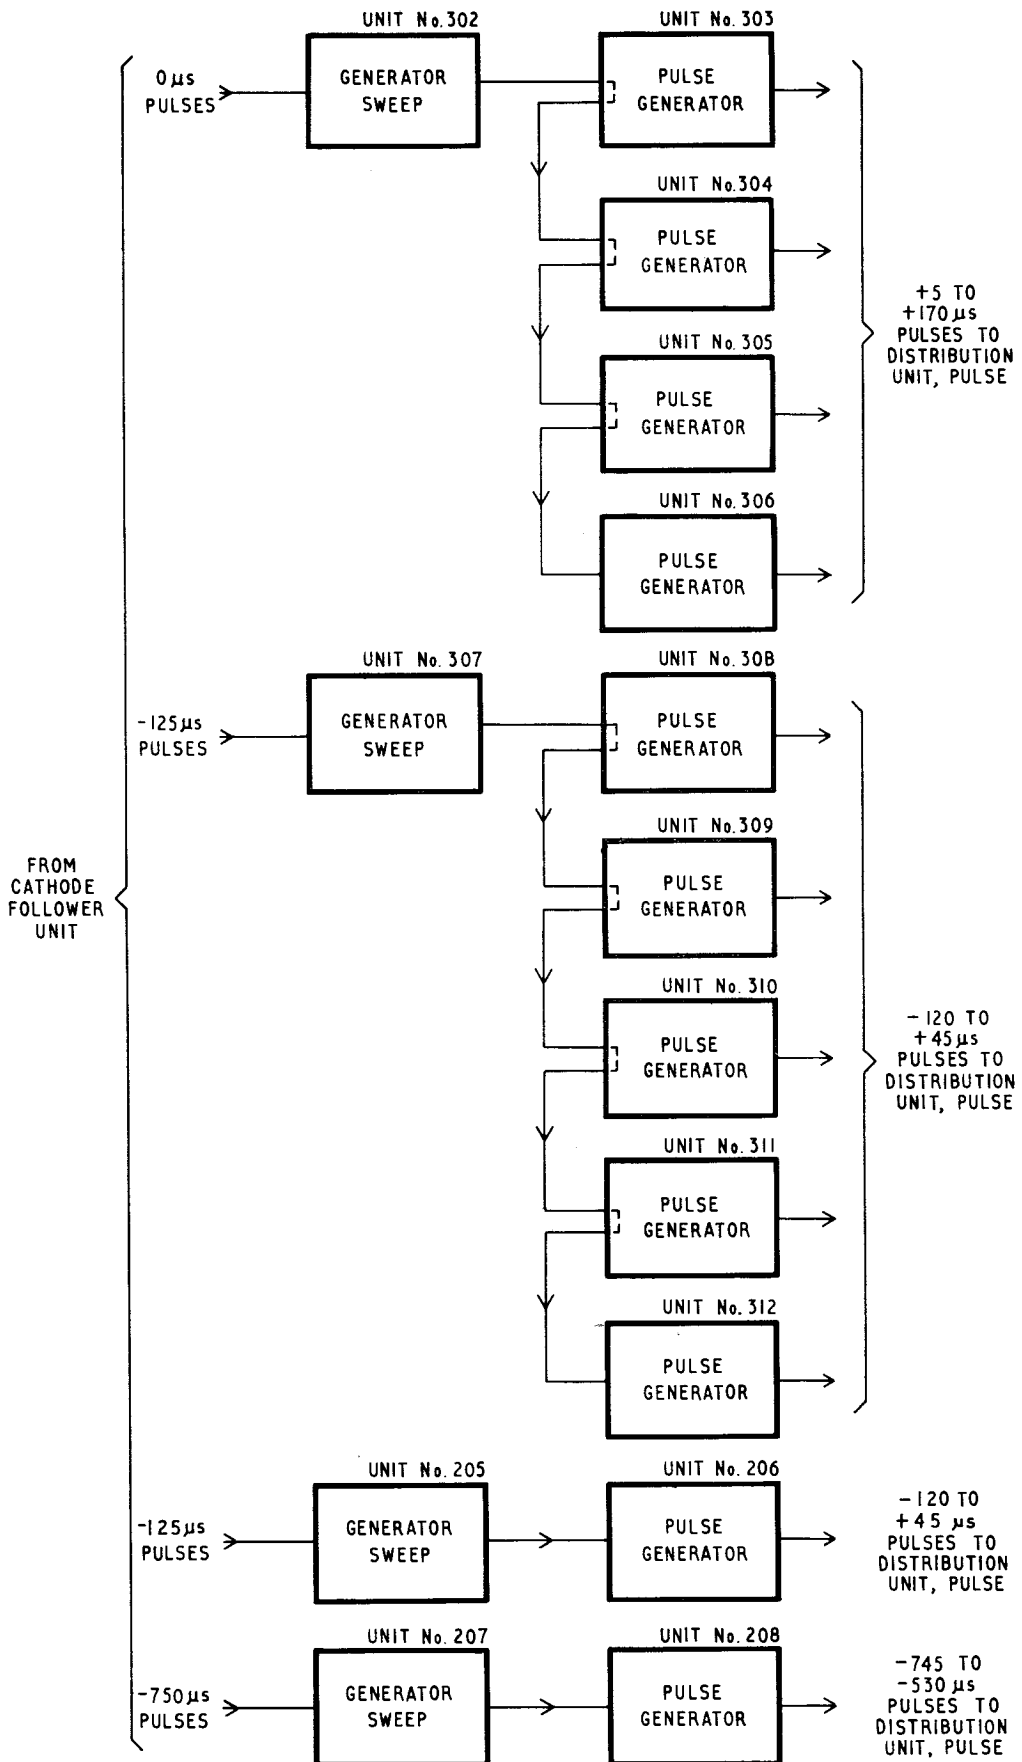 UNIT No. 302
UNIT No. 303
0 µs
PULSES
GENERATOR
SWEEP
PULSE
GENERATOR
UNIT No. 304
PULSE
GENERATOR
+5 TO
+170 µs
PULSES TO
DISTRIBUTION
UNIT, PULSE
UNIT No. 305
PULSE
GENERATOR
UNIT No. 306
PULSE
GENERATOR
UNIT No. 307
UNIT No. 308
-125 µs
PULSES
GENERATOR
SWEEP
PULSE
GENERATOR
UNIT No. 309
PULSE
GENERATOR
FROM
CATHODE
FOLLOWER
UNIT
UNIT No. 310
PULSE
GENERATOR
-120 TO
+45 µs
PULSES TO
DISTRIBUTION
UNIT, PULSE
UNIT No. 311
PULSE
GENERATOR
UNIT No. 312
PULSE
GENERATOR
UNIT No. 205
UNIT No. 206
-125 µs
PULSES
GENERATOR
SWEEP
PULSE
GENERATOR
-120 TO
+45 µs
PULSES TO
DISTRIBUTION
UNIT, PULSE
UNIT No. 207
UNIT No. 208
-750 µs
PULSES
GENERATOR
SWEEP
PULSE
GENERATOR
-745 TO
-530 µs
PULSES TO
DISTRIBUTION
UNIT, PULSE